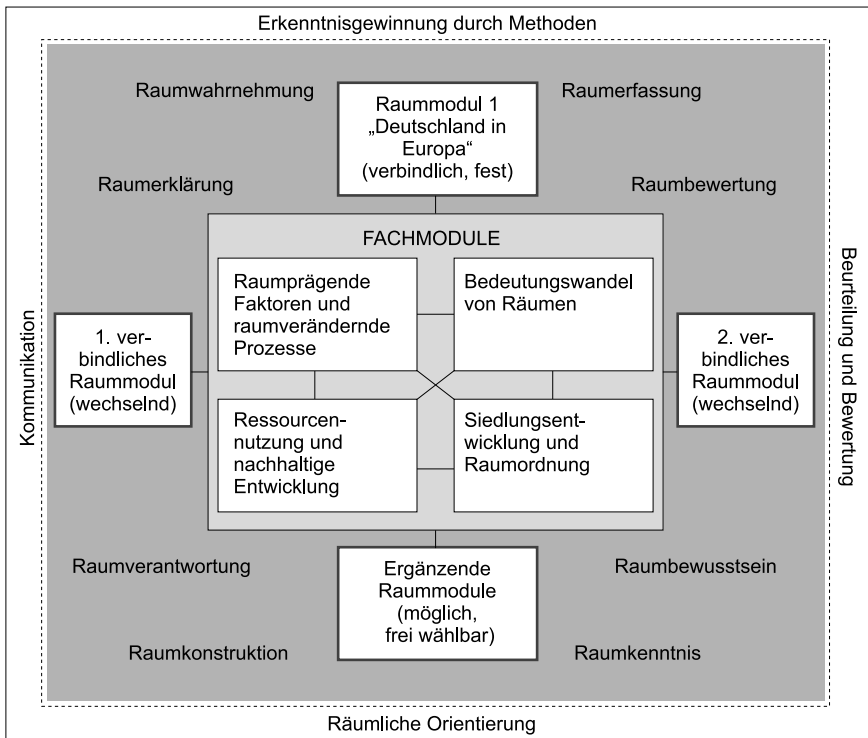 Erkenntnisgewinnung durch Methoden
Raumwahrnehmung
Raummodul 1
„Deutschland in
Europa“
(verbindlich, fest)
Raumerfassung
Raumerklärung
Raumbewertung
FACHMODULE
Raumprägende
Faktoren und
raumverändernde
Prozesse
Bedeutungswandel
von Räumen
Kommunikation
1. ver-
bindliches
Raummodul
(wechselnd)
2. ver-
bindliches
Raummodul
(wechselnd)
Beurteilung und Bewertung
Ressourcen-
nutzung und
nachhaltige
Entwicklung
Siedlungsent-
wicklung und
Raumordnung
Raumverantwortung
Ergänzende
Raummodule
(möglich,
frei wählbar)
Raumbewusstsein
Raumkonstruktion
Raumkenntnis
Räumliche Orientierung